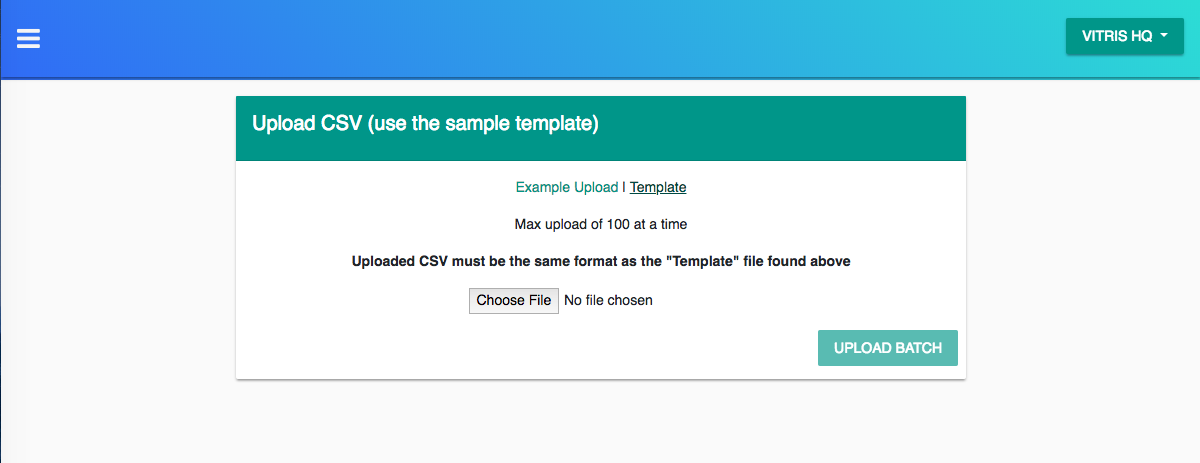 VITRIS HQ
Upload CSV (use the sample template)
Example Upload | Template
Max upload of 100 at a time
Uploaded CSV must be the same format as the "Template" file found above
Choose File No file chosen
UPLOAD BATCH